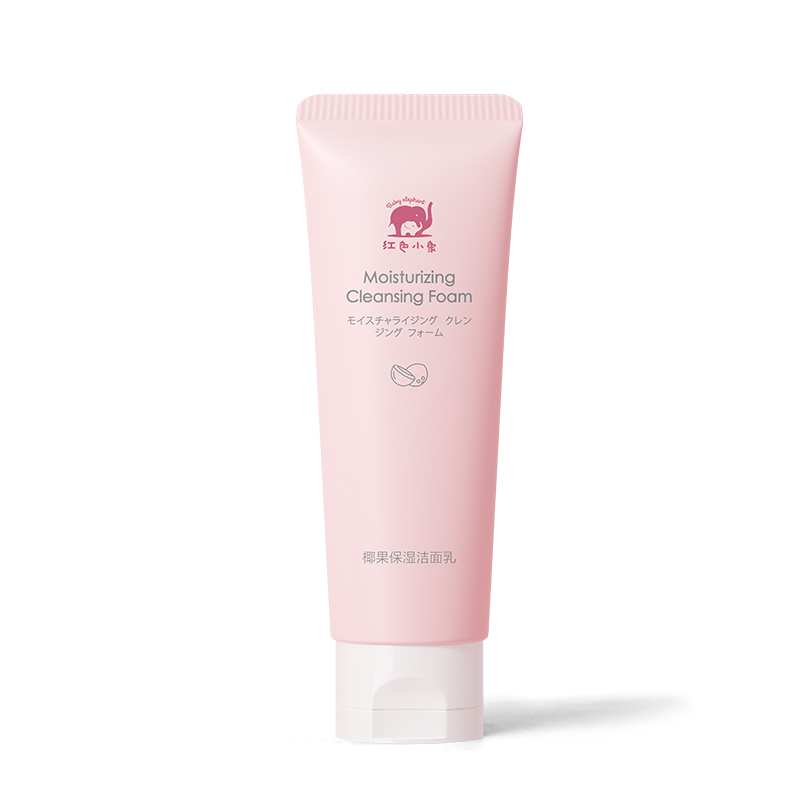 Baby elephant
红色小象
Moisturizing
Cleansing Foam
モイスチャライジング クレン
ジング フォーム
椰果保湿洁面乳